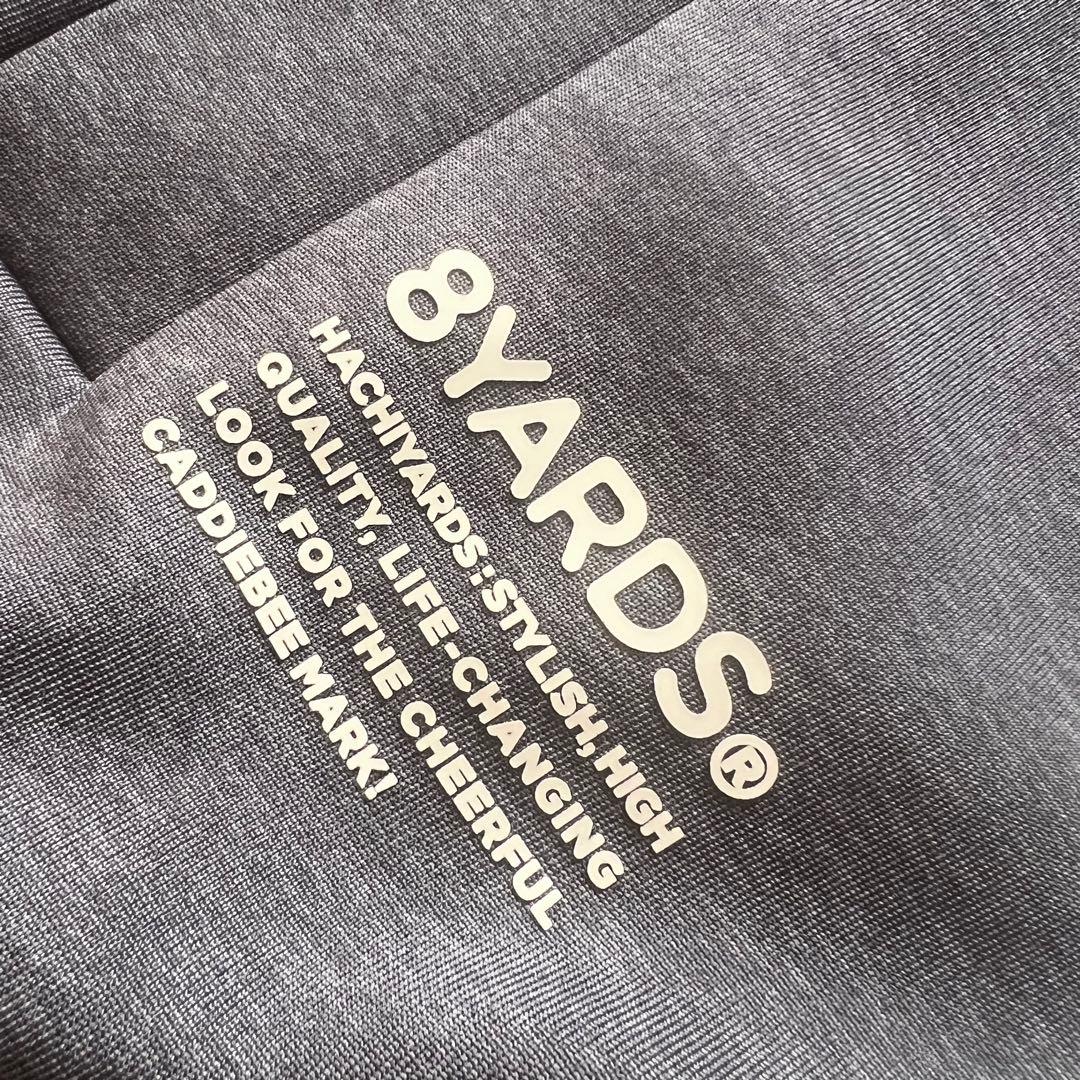 8YARDS®
HACHIYARDS: STYLISH, HIGH
QUALITY, LIFE-CHANGING
LOOK FOR THE CHEERFUL
CADDIEBEE MARK!